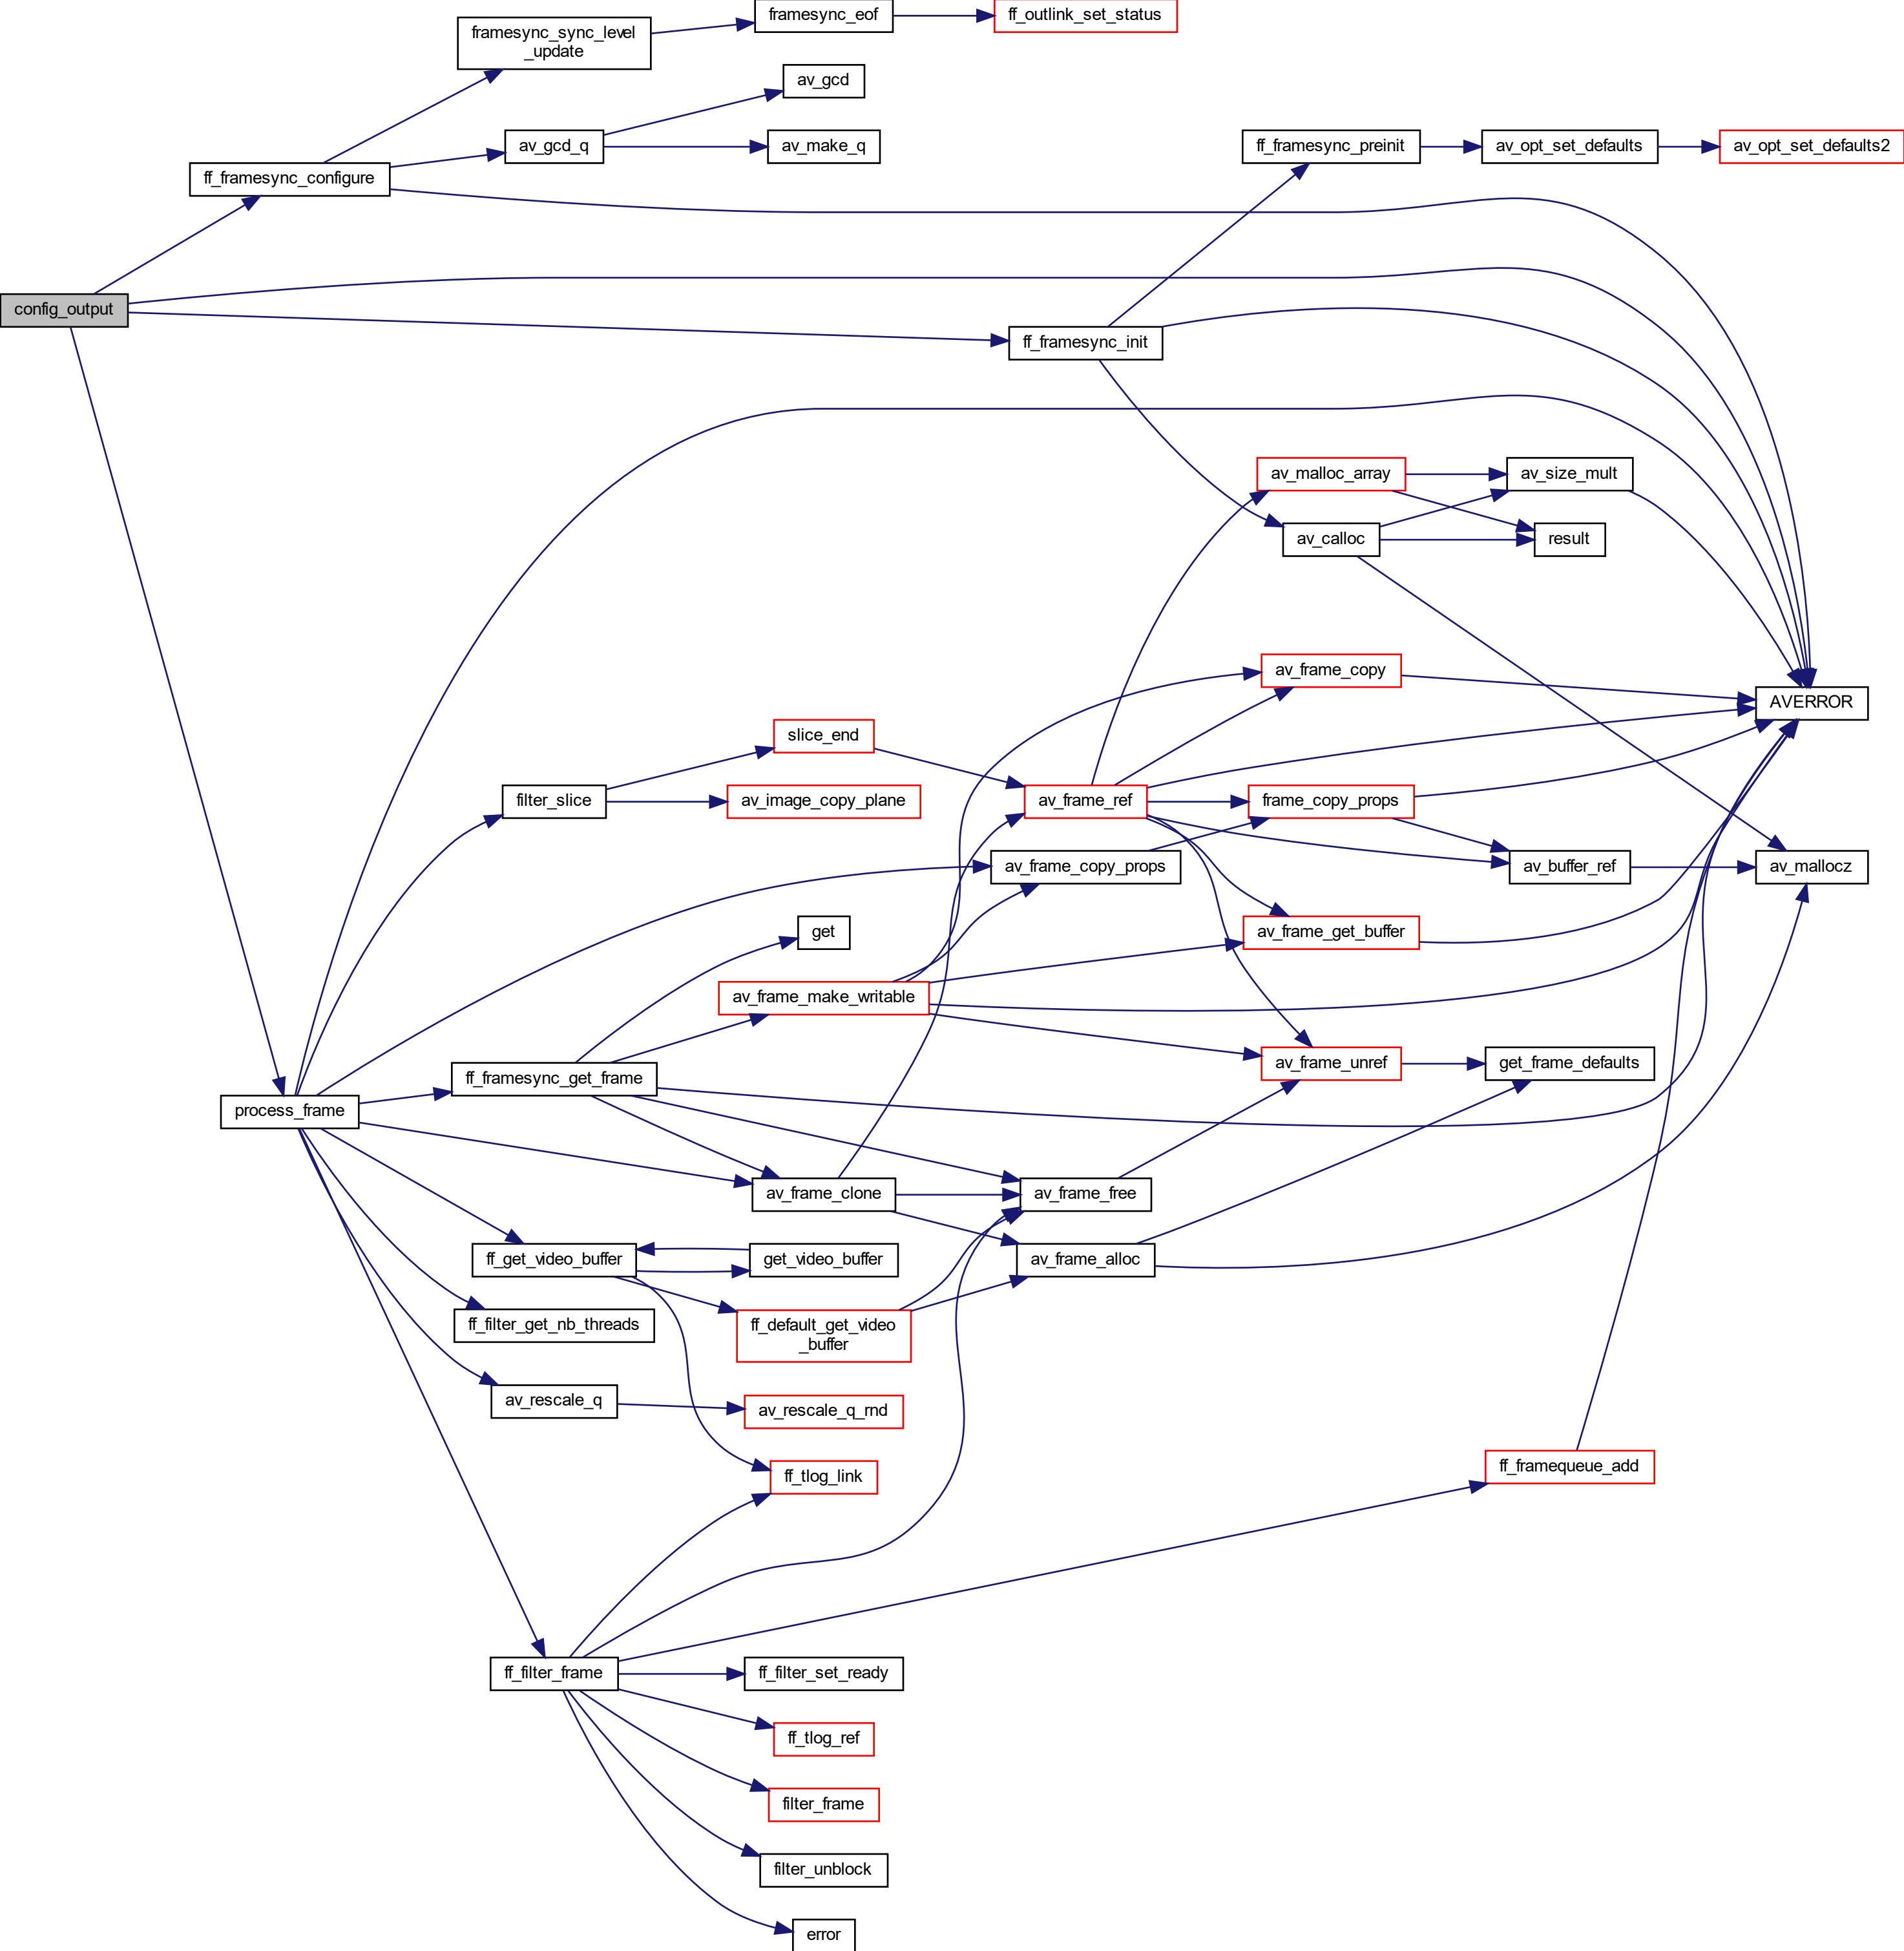 framesync_eof
ff_outlink_set_status
framesync_sync_level
_update
av_gcd
av_gcd_q
av_make_q
ff_framesync_preinit
av_opt_set_defaults
av_opt_set_defaults2
ff_framesync_configure
config_output
ff_framesync_init
av_malloc_array
av_size_mult
av_calloc
result
av_frame_copy
AVERROR
slice_end
filter_slice
av_image_copy_plane
av_frame_ref
frame_copy_props
av_frame_copy_props
av_buffer_ref
av_mallocz
get
av_frame_get_buffer
av_frame_make_writable
av_frame_unref
get_frame_defaults
ff_framesync_get_frame
process_frame
av_frame_clone
av_frame_free
ff_get_video_buffer
get_video_buffer
av_frame_alloc
ff_filter_get_nb_threads
ff_default_get_video
_buffer
av_rescale_q
av_rescale_q_rnd
ff_tlog_link
ff_framequeue_add
ff_filter_frame
ff_filter_set_ready
ff_tlog_ref
filter_frame
filter_unblock
error